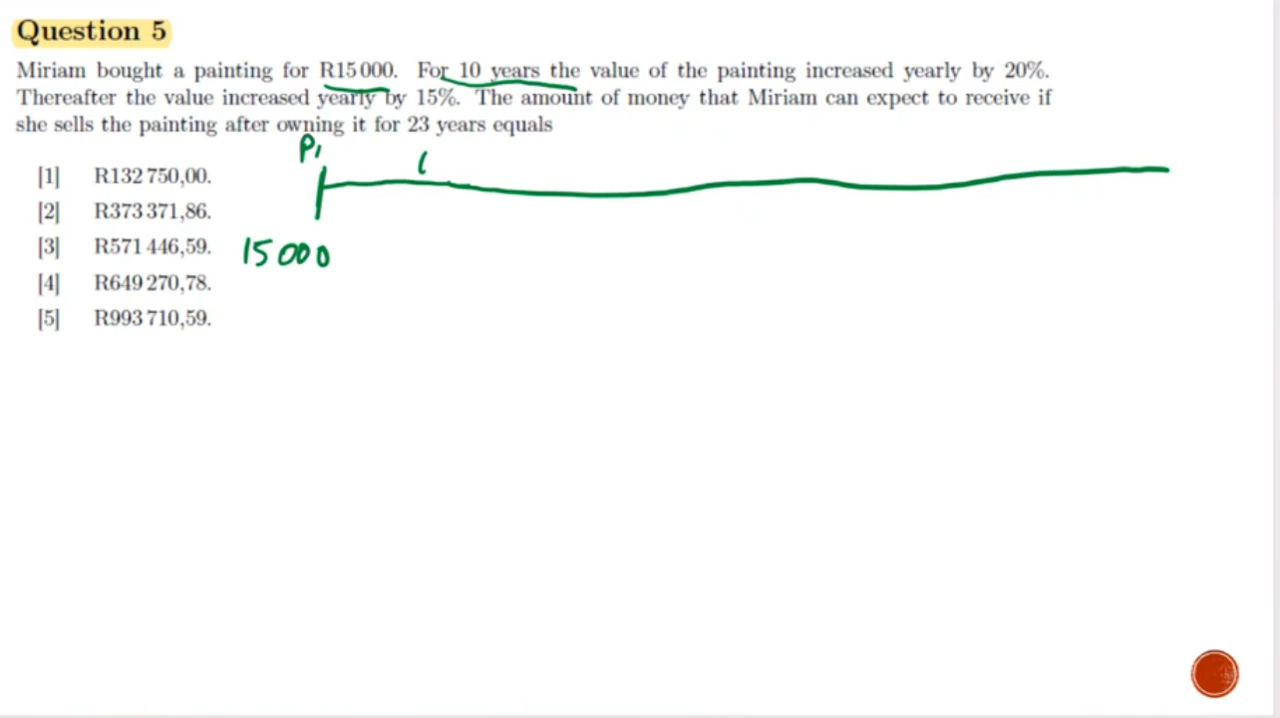 Question 5
Miriam bought a painting for R15 000. For 10 years the value of the painting increased yearly by 20%.
Thereafter the value increased yearly by 15%. The amount of money that Miriam can expect to receive if
she sells the painting after owning it for 23 years equals
P₁
[1] R132 750,00.
[2] R373 371,86.
[3] R571 446,59.
15000
[4] R649 270,78.
[5] R993 710,59.